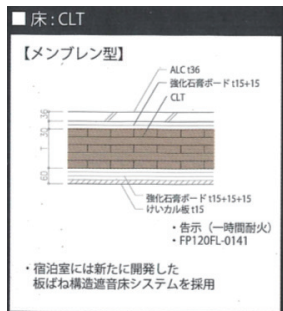 ■ 床 : CLT
【メンブレン型】
ALC t36
強化石膏ボード t15+15
CLT
36
30
T
60
強化石膏ボード t15+15+15
けいカル板 t15
・告示（一時間耐火）
・FP120FL-0141
・宿泊室には新たに開発した
板ばね構造遮音床システムを採用